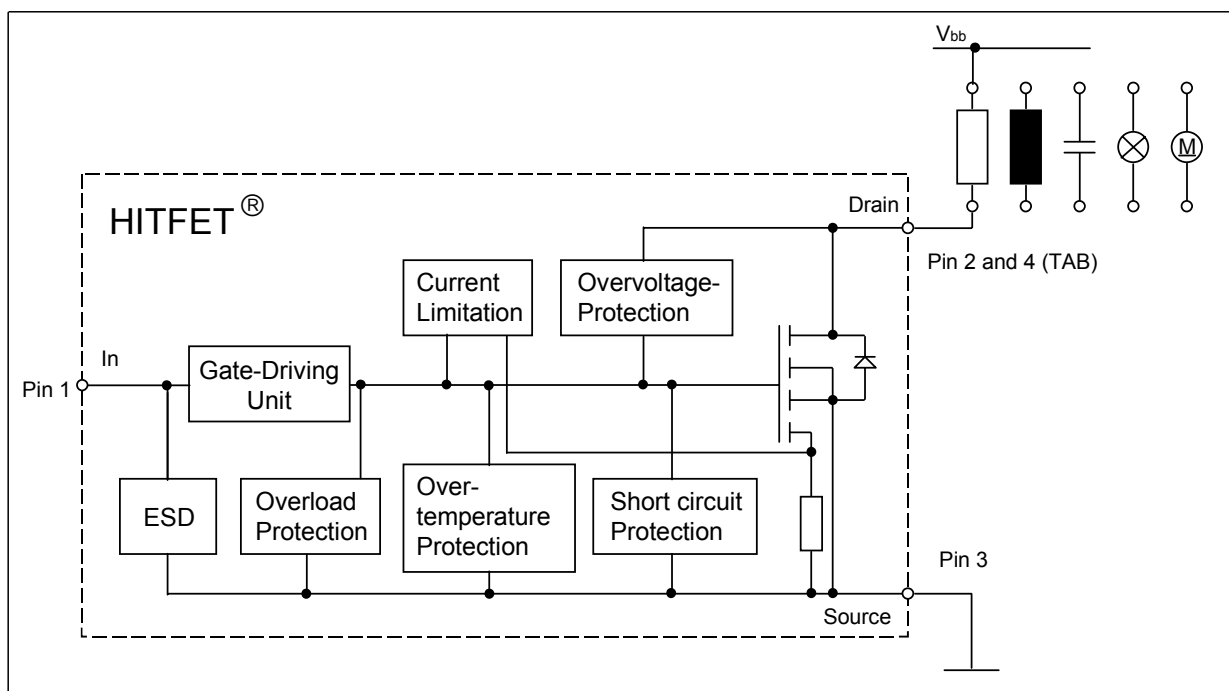 Vbb
HITFET ®
Drain
Pin 2 and 4 (TAB)
Current
Limitation
Overvoltage-
Protection
In
Pin 1
Gate-Driving
Unit
ESD
Overload
Protection
Over-
temperature
Protection
Short circuit
Protection
Pin 3
Source
M